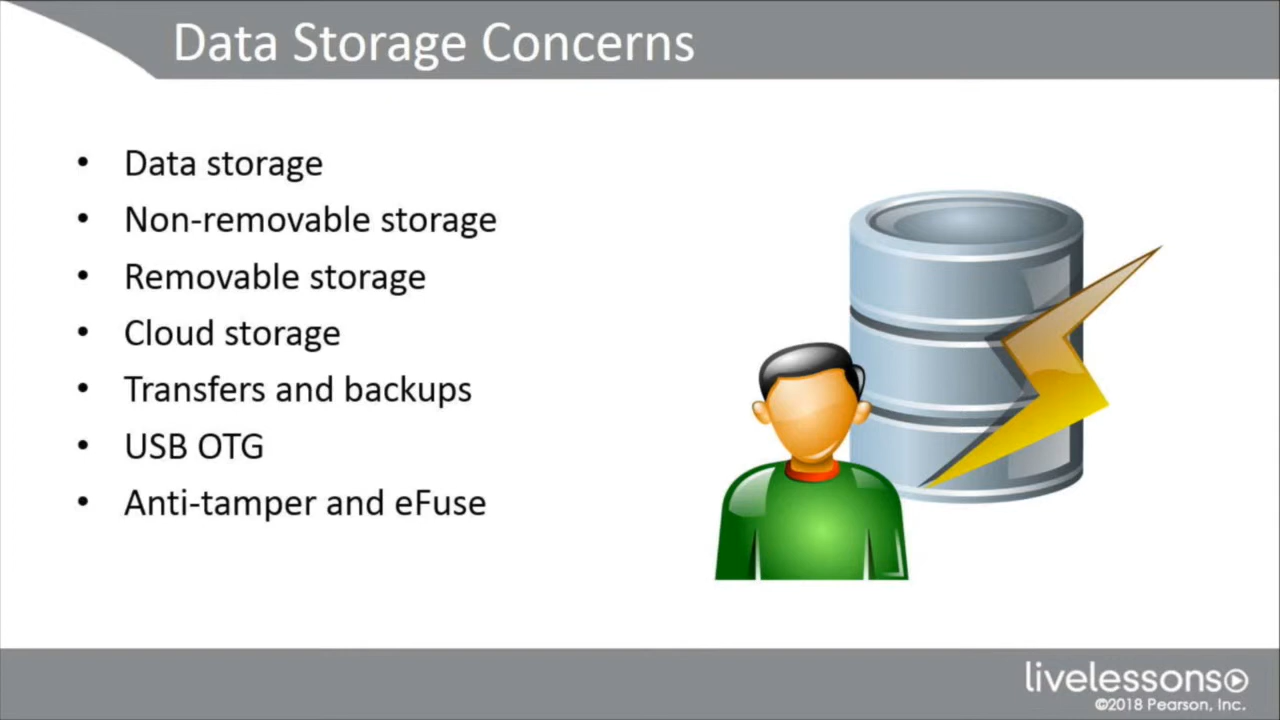 Data Storage Concerns
• Data storage
• Non-removable storage
• Removable storage
• Cloud storage
• Transfers and backups
• USB OTG
• Anti-tamper and eFuse
livelessons
©2018 Pearson, Inc.